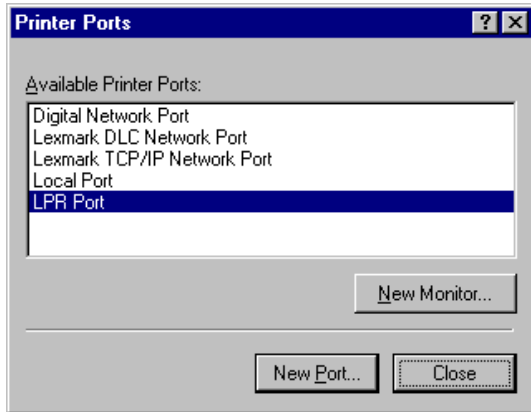 Printer Ports
Available Printer Ports:
Digital Network Port
Lexmark DLC Network Port
Lexmark TCP/IP Network Port
Local Port
LPR Port
New Monitor...
New Port...
Close